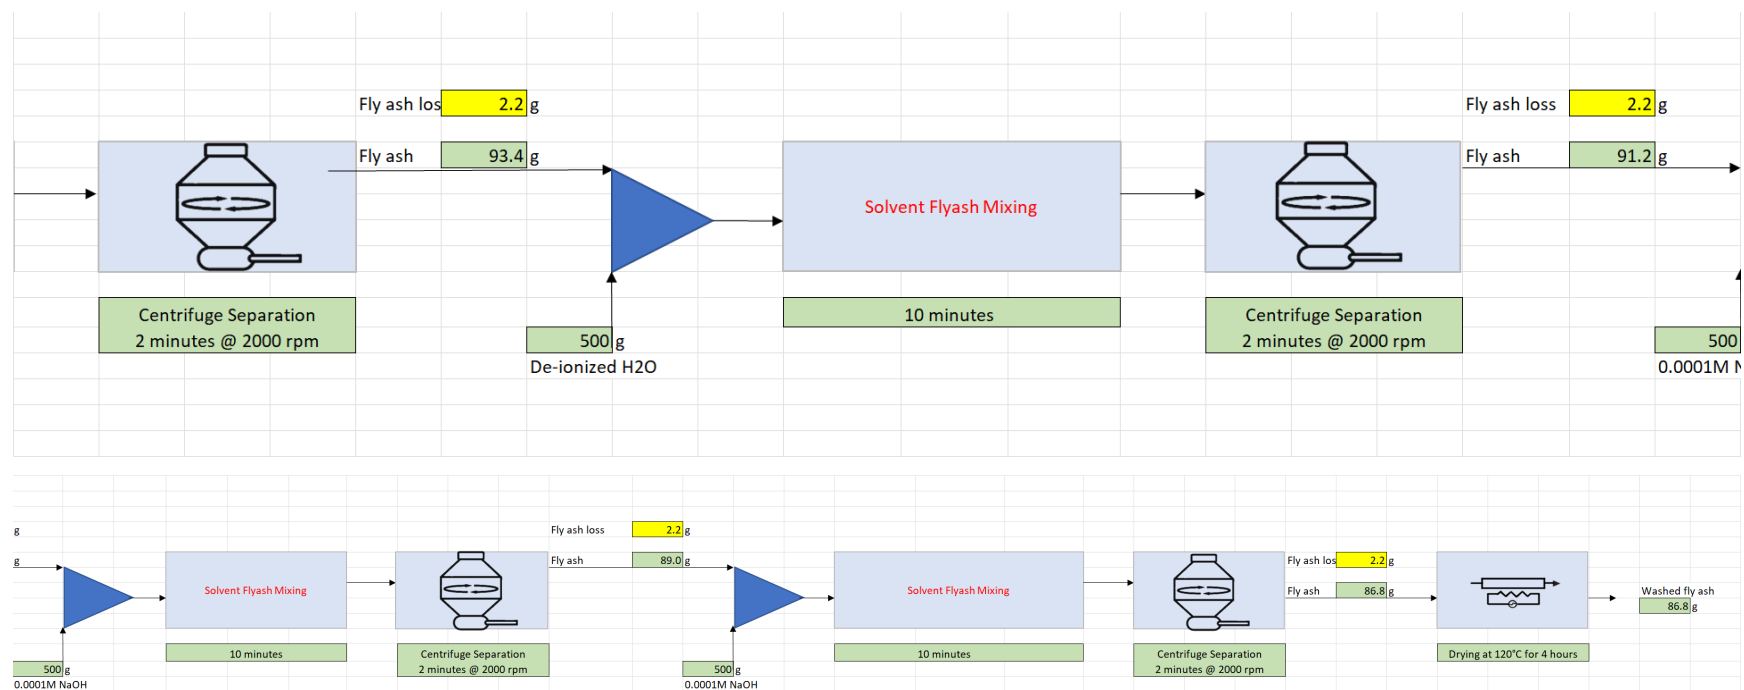 Fly ash los 2.2 g
Fly ash loss 2.2 g
Fly ash 93.4 g
Fly ash 91.2 g
Solvent Flyash Mixing
Centrifuge Separation
2 minutes @ 2000 rpm
10 minutes
Centrifuge Separation
2 minutes @ 2000 rpm
500 g
De-ionized H2O
500
0.0001M N
g
Fly ash loss 2.2 g
g
Fly ash 89.0 g
Fly ash los 2.2 g
Solvent Flyash Mixing
Solvent Flyash Mixing
Fly ash 86.8 g
Washed fly ash
86.8 g
10 minutes
Centrifuge Separation
2 minutes @ 2000 rpm
10 minutes
Centrifuge Separation
2 minutes @ 2000 rpm
Drying at 120°C for 4 hours
500 g
0.0001M NaOH
500 g
0.0001M NaOH